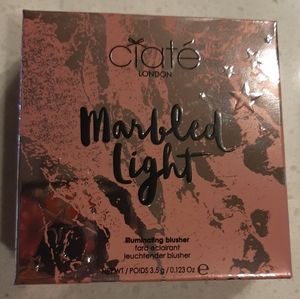 ciaté
LONDON
Marbled
Light
illuminating blusher
fard éclairant
leuchtender blusher
NET WT / POIDS 3.5 g / 0.123 Oz ℮